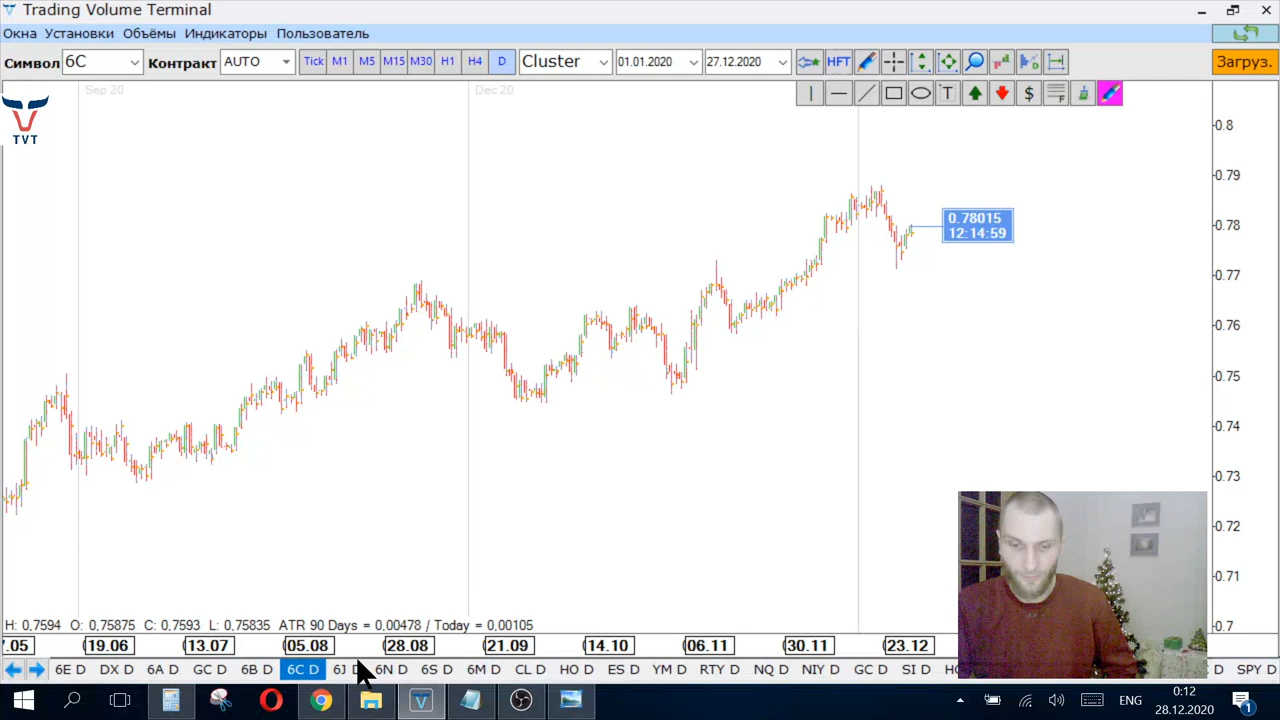 Trading Volume Terminal
Окна Установки Объёмы Индикаторы Пользователь
Символ 6C Контракт AUTO Tick M1 M5 M15 M30 H1 H4 D Cluster 01.01.2020 27.12.2020 HFT Загруз.
T $ F
TVT
Sep 20 Dec 20
0.8
0.79
0.78
0.78015
12:14:59
0.77
0.76
0.75
0.74
0.73
0.72
0.71
0.7
H: 0,7594 O: 0,75875 C: 0,7593 L: 0,75835 ATR 90 Days = 0,00478 / Today = 0,00105
.05 19.06 13.07 05.08 28.08 21.09 14.10 06.11 30.11 23.12
6E D DX D 6A D GC D 6B D 6C D 6J D 6N D 6S D 6M D CL D HO D ES D YM D RTY D NQ D NIY D GC D SI D SPY D
ENG
0:12
28.12.2020
1